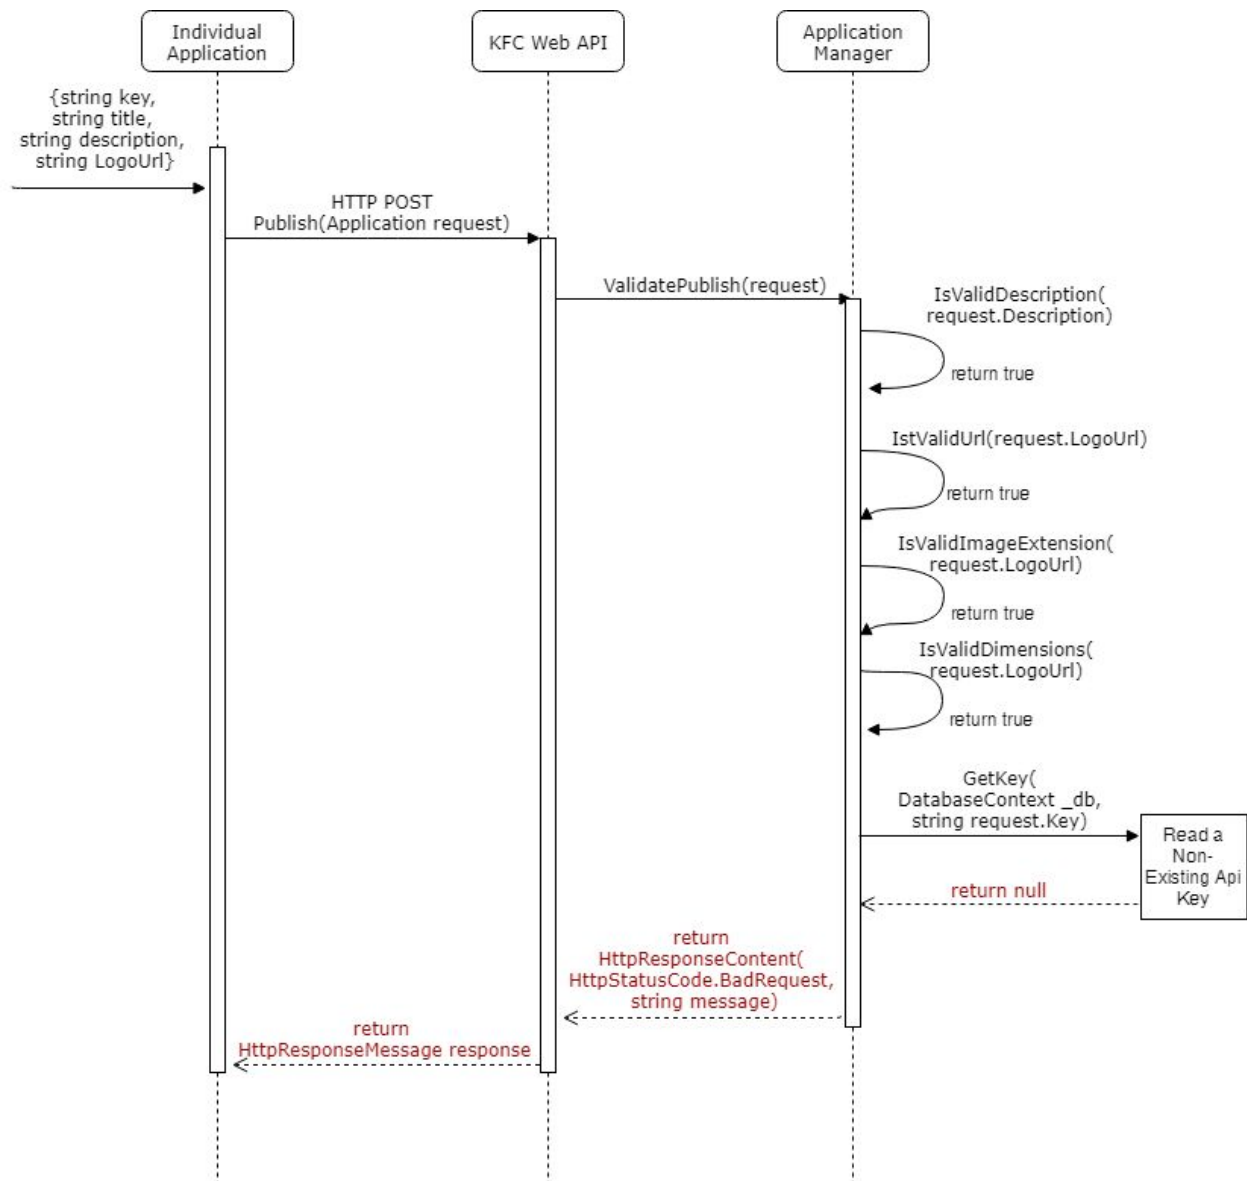 Individual
Application
KFC Web API
Application
Manager
{string key,
string title,
string description,
string LogoUrl}
HTTP POST
Publish(Application request)
ValidatePublish(request)
IsValidDescription(
request.Description)
return true
IstValidUrl(request.LogoUrl)
return true
IsValidImageExtension(
request.LogoUrl)
return true
IsValidDimensions(
request.LogoUrl)
return true
GetKey(
DatabaseContext _db,
string request.Key)
Read a
Non-
Existing Api
Key
return null
return
HttpResponseContent(
HttpStatusCode.BadRequest,
string message)
return
HttpResponseMessage response